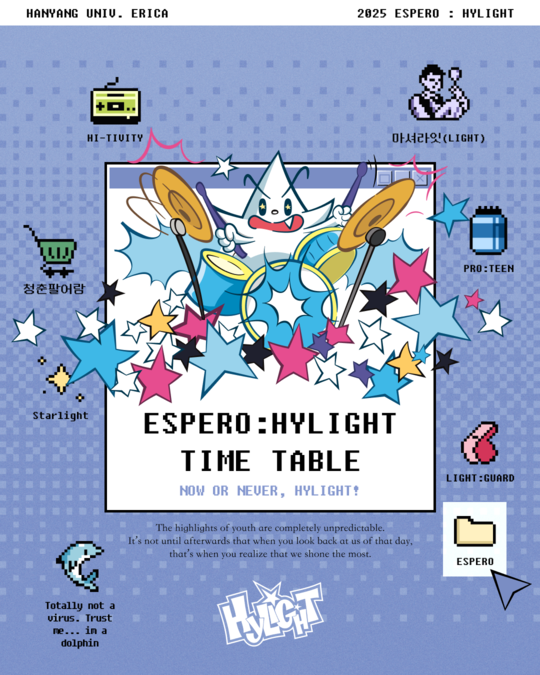 HANYANG UNIV. ERICA
2025 ESPERO : HYLIGHT
HI-TIVITY
마셔라잇(LIGHT)
PRO:TEEN
청춘팔어람
Starlight
ESPERO:HYLIGHT
TIME TABLE
NOW OR NEVER, HYLIGHT!
LIGHT:GUARD
The highlights of youth are completely unpredictable.
It's not until afterwards that when you look back at us of that day,
that's when you realize that we shone the most.
ESPERO
Totally not a
virus. Trust
me... im a
dolphin
HyLIGHT